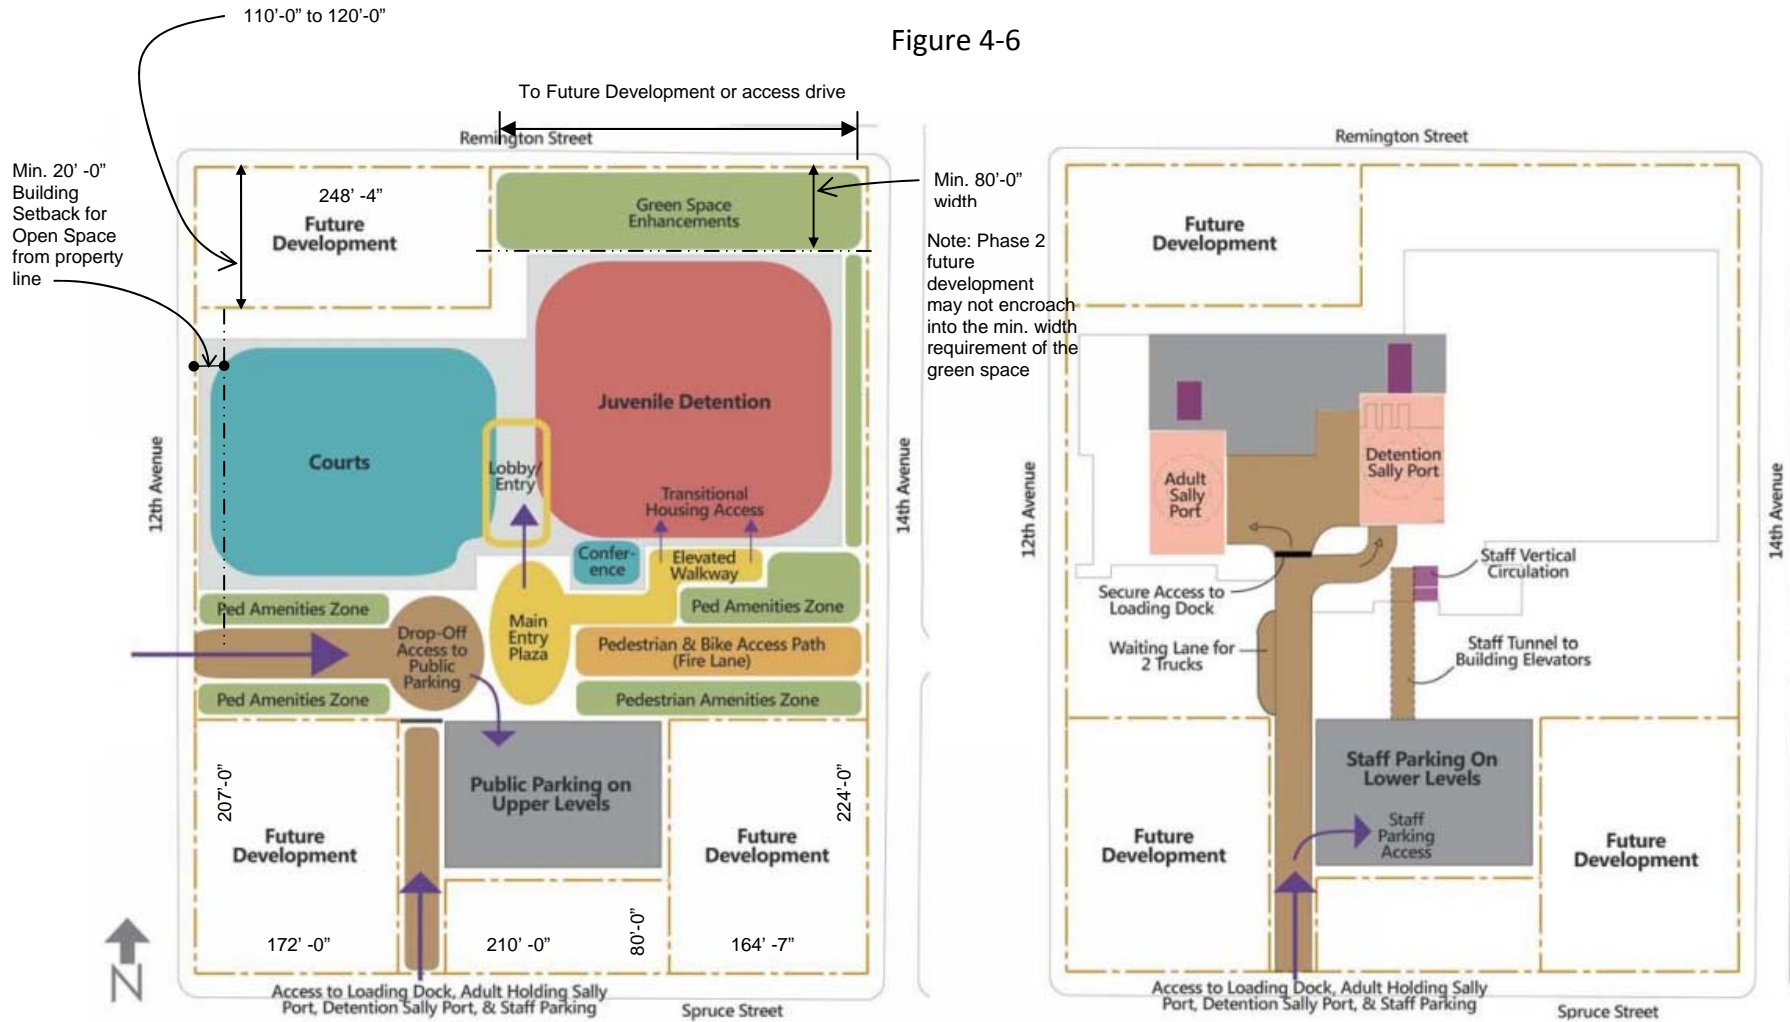 110'-0” to 120’-0”
Figure 4-6
To Future Development or access drive
Remington Street
Min. 20’ -0”
Building
Setback for
Open Space
from property
line
248’ -4”
Future
Development
Green Space
Enhancements
Min. 80’-0”
width
Note: Phase 2
future
development
may not encroach
into the min. width
requirement of the
green space
12th Avenue
Courts
Lobby/
Entry
Juvenile Detention
Transitional
Housing Access
14th Avenue
Confer-
ence
Elevated
Walkway
Ped Amenities Zone
Ped Amenities Zone
Drop-Off
Access to
Public
Parking
Main
Entry
Plaza
Pedestrian & Bike Access Path
(Fire Lane)
Ped Amenities Zone
Pedestrian Amenities Zone
207’-0”
Future
Development
Public Parking on
Upper Levels
224’-0”
Future
Development
172’ -0”
210’ -0”
80’-0”
164’ -7”
N
Access to Loading Dock, Adult Holding Sally
Port, Detention Sally Port, & Staff Parking
Spruce Street
Remington Street
Future
Development
12th Avenue
Adult
Sally
Port
Detention
Sally Port
14th Avenue
Staff Vertical
Circulation
Secure Access to
Loading Dock
Waiting Lane for
2 Trucks
Staff Tunnel to
Building Elevators
Staff Parking On
Lower Levels
Staff
Parking
Access
Future
Development
Future
Development
Access to Loading Dock, Adult Holding Sally
Port, Detention Sally Port, & Staff Parking
Spruce Street